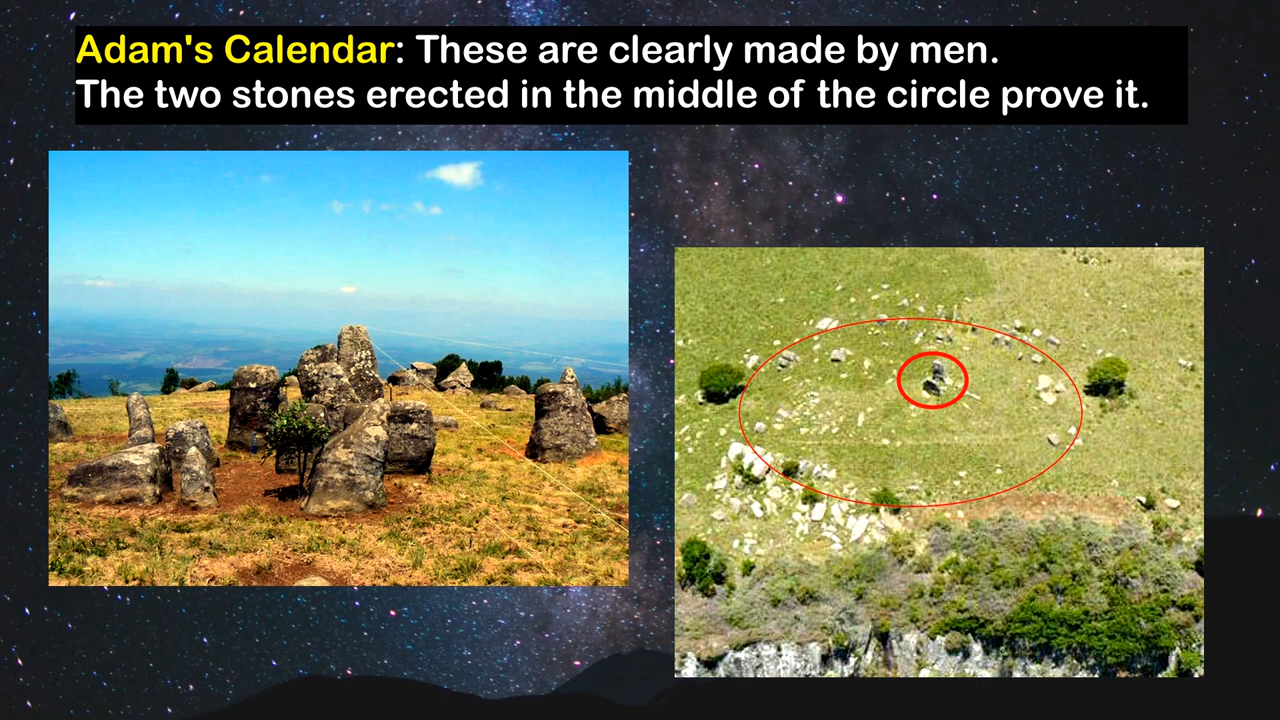 Adam's Calendar: These are clearly made by men.
The two stones erected in the middle of the circle prove it.